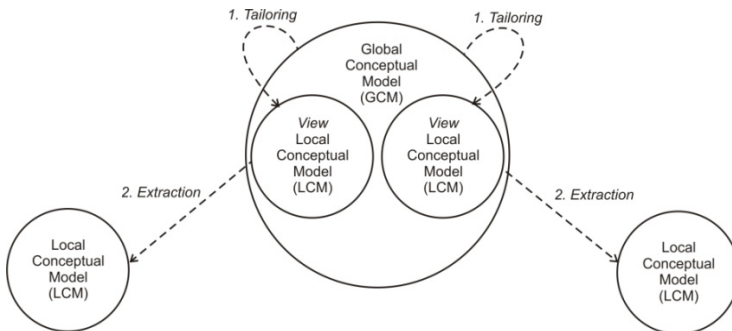 1. Tailoring
1. Tailoring
Global
Conceptual
Model
(GCM)
View
Local
Conceptual
Model
(LCM)
View
Local
Conceptual
Model
(LCM)
2. Extraction
2. Extraction
Local
Conceptual
Model
(LCM)
Local
Conceptual
Model
(LCM)